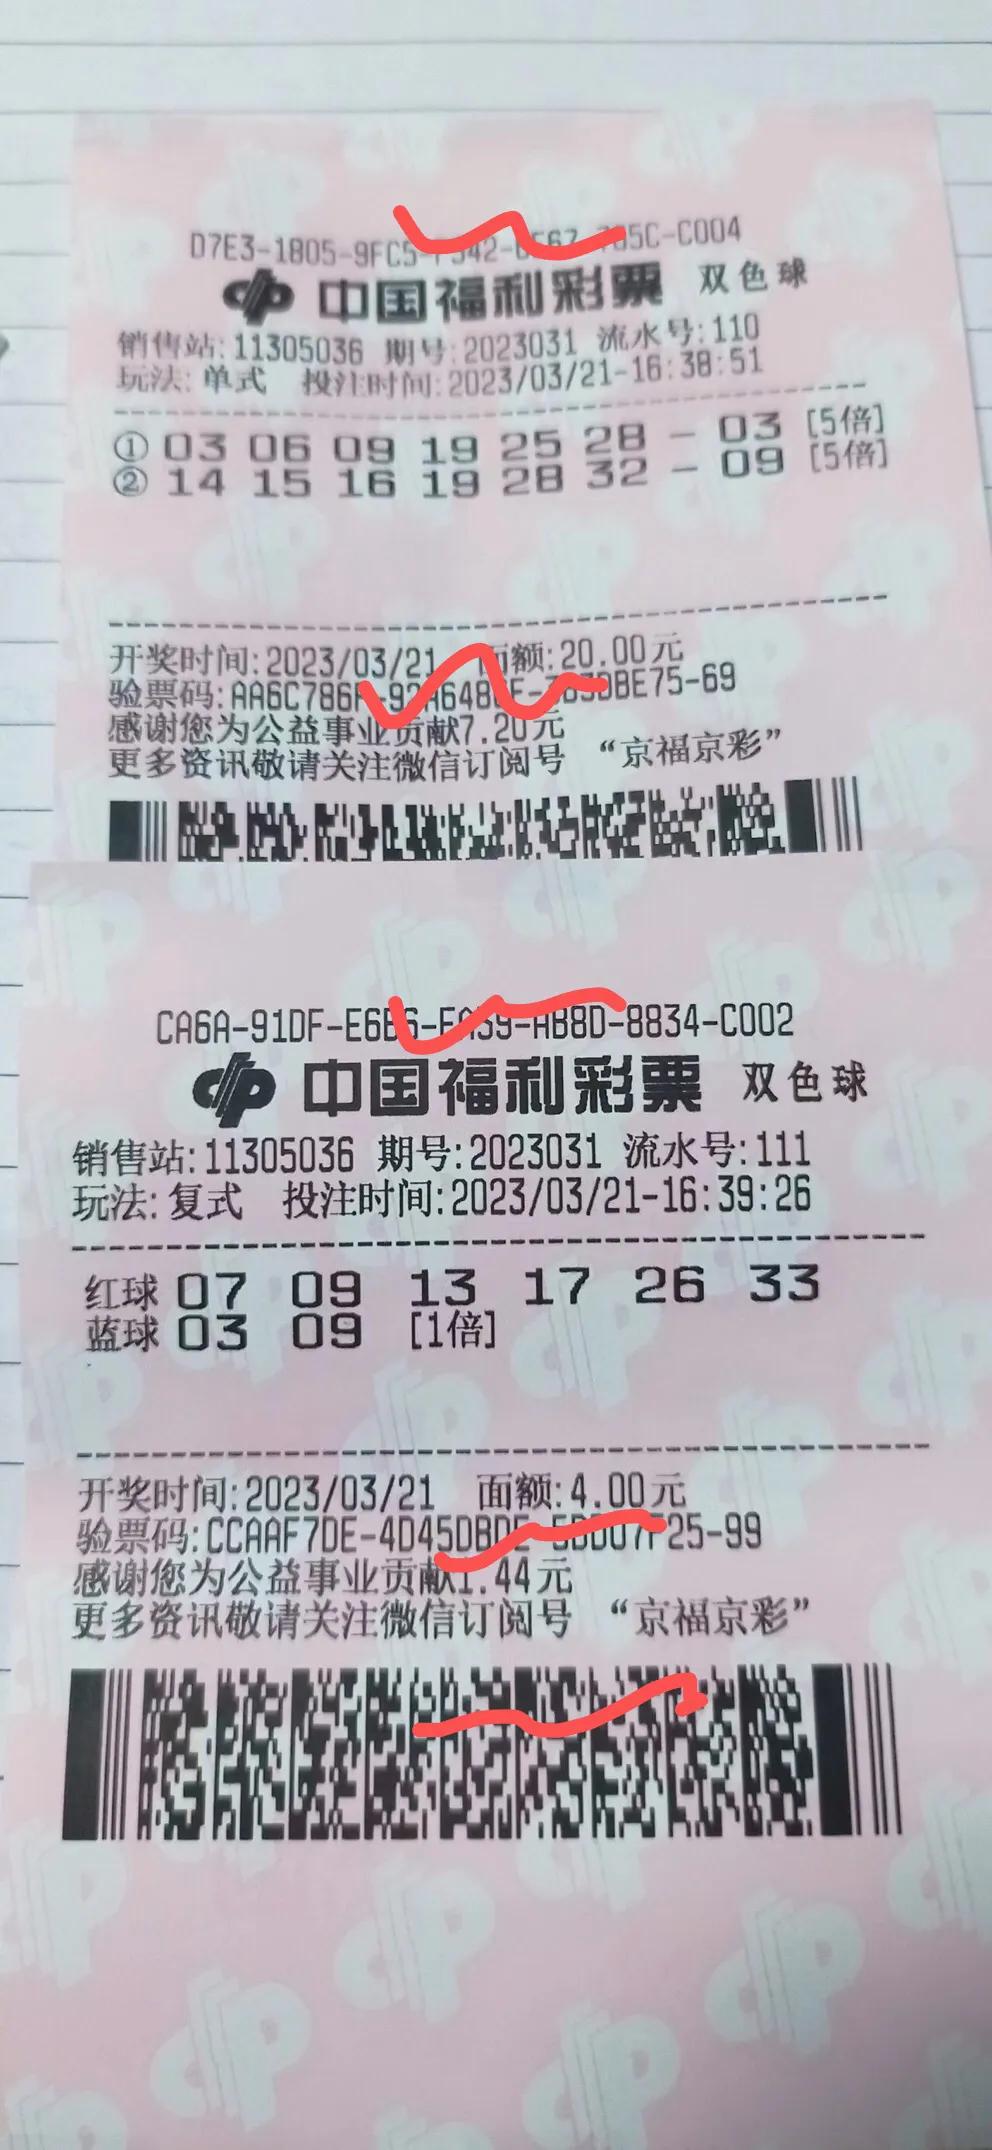 D7E3-1805-9FC5-
5C-C004
中国福利彩票 双色球
销售站:11305036 期号:2023031 流水号:110
玩法:单式 投注时间:2023/03/21-16:38:51
① 03 06 09 19 25 28 - 03 [5倍]
② 14 15 16 19 28 32 - 09 [5倍]
开奖时间:2023/03/21 面额:20.00元
验票码:AA6C786 BE75-69
感谢您为公益事业贡献7.20元
更多资讯敬请关注微信订阅号 “京福京彩”
CA6A-91DF-E6B6-EA59-AB8D-8834-C002
中国福利彩票 双色球
销售站:11305036 期号:2023031 流水号:111
玩法:复式 投注时间:2023/03/21-16:39:26
红球 07 09 13 17 26 33
蓝球 03 09 [1倍]
开奖时间:2023/03/21 面额:4.00元
验票码:CCAAF7DE-4D45DBDE-5DD07F25-99
感谢您为公益事业贡献1.44元
更多资讯敬请关注微信订阅号 “京福京彩”